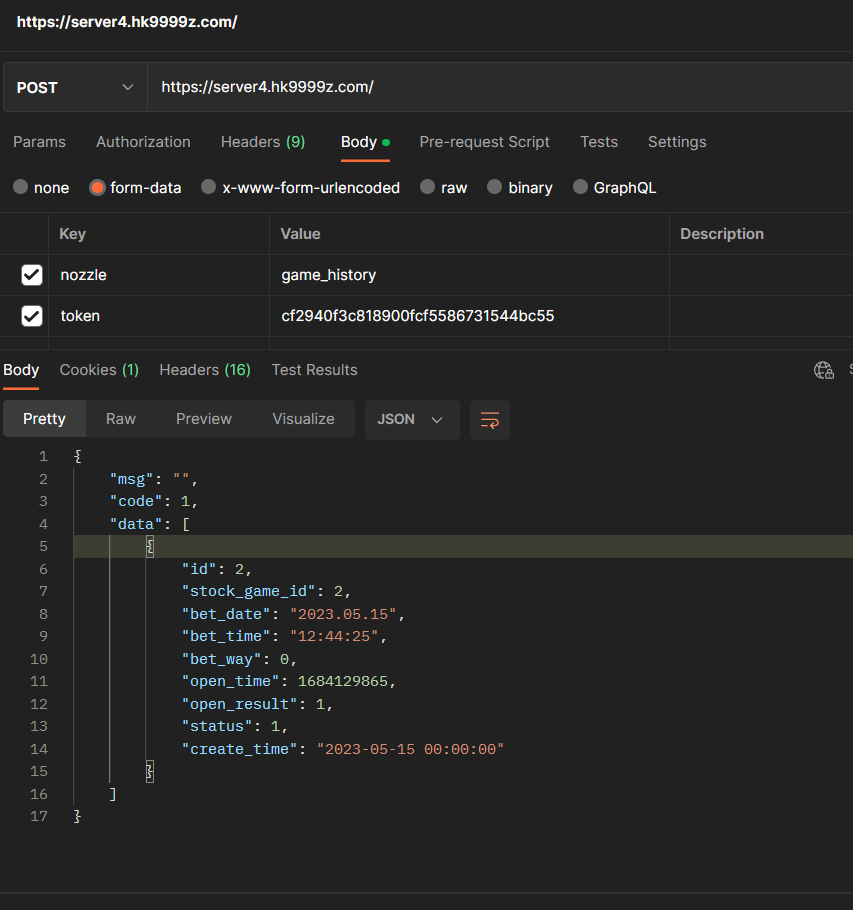 https://server4.hk9999z.com/
POST https://server4.hk9999z.com/
Params Authorization Headers (9) Body Pre-request Script Tests Settings
none form-data x-www-form-urlencoded raw binary GraphQL
Key Value Description
nozzle game_history
token cf2940f3c818900fcf5586731544bc55
Body Cookies (1) Headers (16) Test Results
Pretty Raw Preview Visualize JSON
1 {
2 "msg": "",
3 "code": 1,
4 "data": [
5 {
6 "id": 2,
7 "stock_game_id": 2,
8 "bet_date": "2023.05.15",
9 "bet_time": "12:44:25",
10 "bet_way": 0,
11 "open_time": 1684129865,
12 "open_result": 1,
13 "status": 1,
14 "create_time": "2023-05-15 00:00:00"
15 }
16 ]
17 }